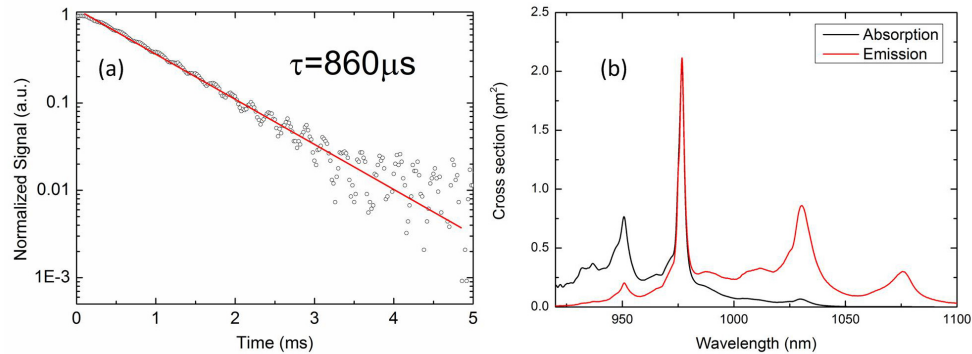 (a)
τ=860μs
Normalized Signal (a.u.)
1
0.1
0.01
1E-3
0 1 2 3 4 5
Time (ms)
(b)
Absorption
Emission
Cross section (pm²)
2.5
2.0
1.5
1.0
0.5
0.0
950 1000 1050 1100
Wavelength (nm)